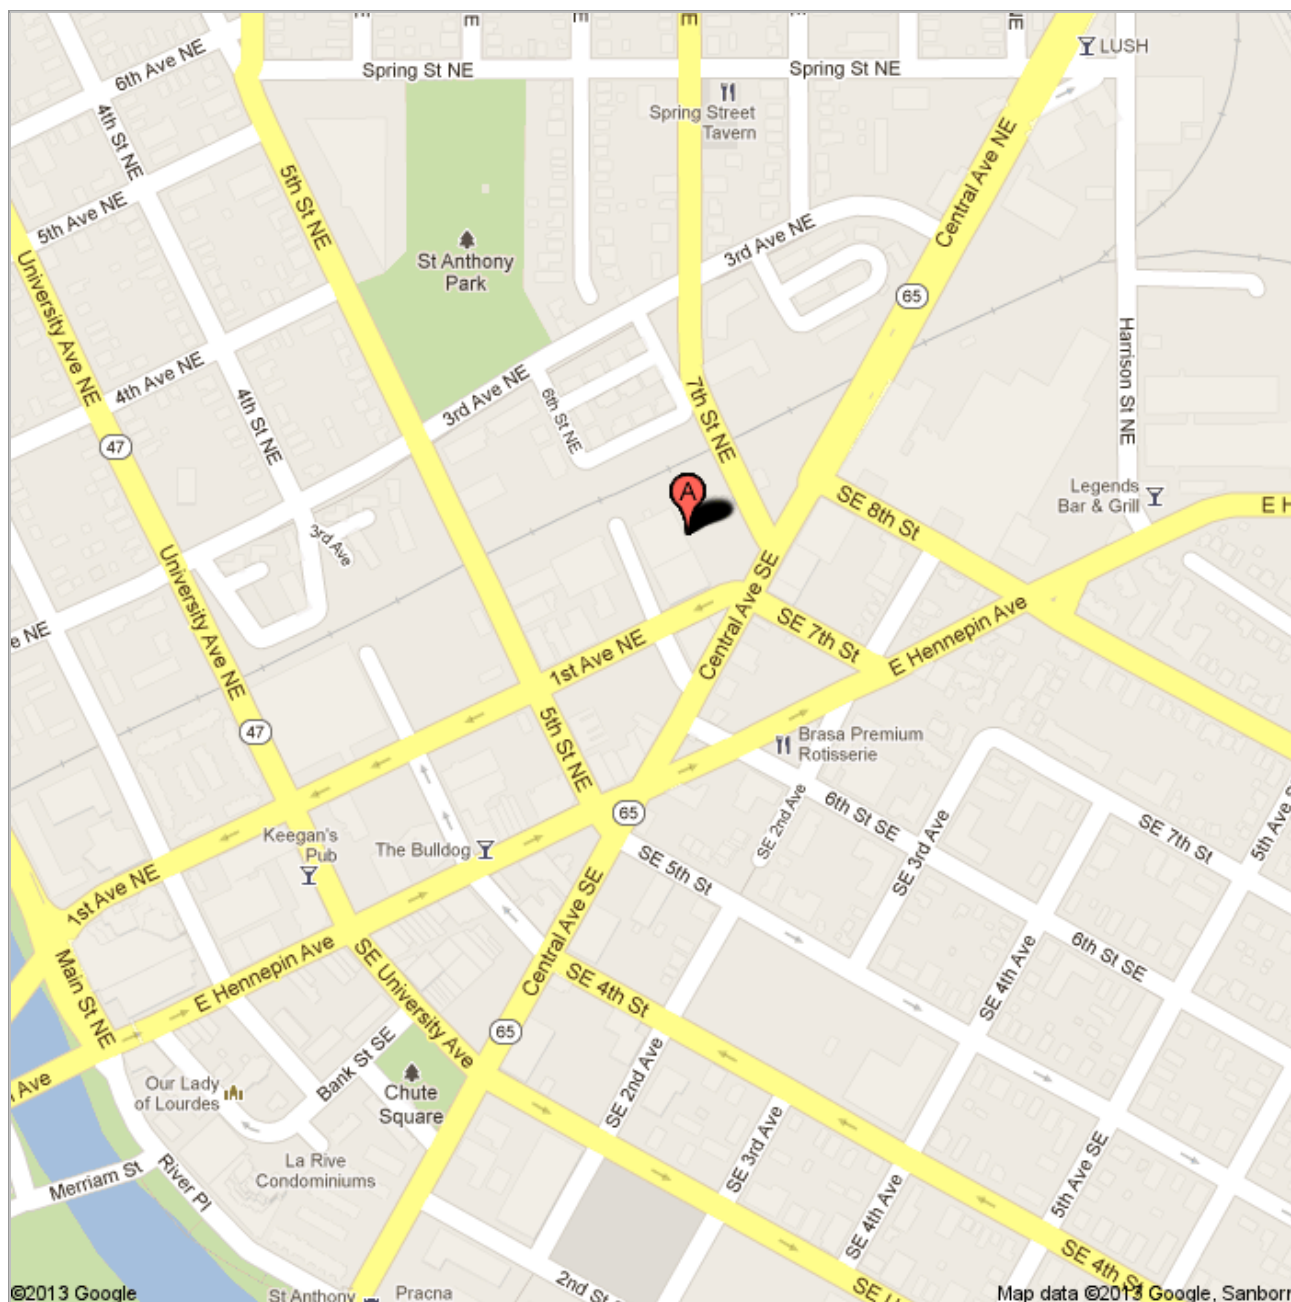 E
E
E
E
E
NE
LUSH
6th Ave NE
Spring St NE
Spring St NE
4th St NE
Spring Street
Tavern
Central Ave NE
5th St NE
5th Ave NE
3rd Ave NE
St Anthony
Park
University Ave NE
65
Harrison St NE
4th Ave NE
3rd Ave NE
7th St NE
4th St NE
6th St NE
47
A
Legends
Bar & Grill
SE 8th St
E H
3rd Ave
University Ave NE
Central Ave SE
E Hennepin Ave
SE 7th St
e NE
1st Ave NE
47
5th St NE
Brasa Premium
Rotisserie
65
SE 2nd Ave
6th St SE
SE 3rd Ave
SE 7th St
5th Ave S
Keegan's
Pub
The Bulldog
SE 5th St
1st Ave NE
Central Ave SE
Main St NE
E Hennepin Ave
SE University Ave
SE 4th St
SE 4th Ave
6th St SE
65
Bank St SE
Ave
Our Lady
of Lourdes
Chute
Square
SE 2nd Ave
SE 3rd Ave
5th Ave SE
La Rive
Condominiums
Merriam St
River Pl
SE 4th Ave
SE 4th St
2nd St S
SE U
St Anthony
Pracna
©2013 Google
Map data ©2013 Google, Sanborn